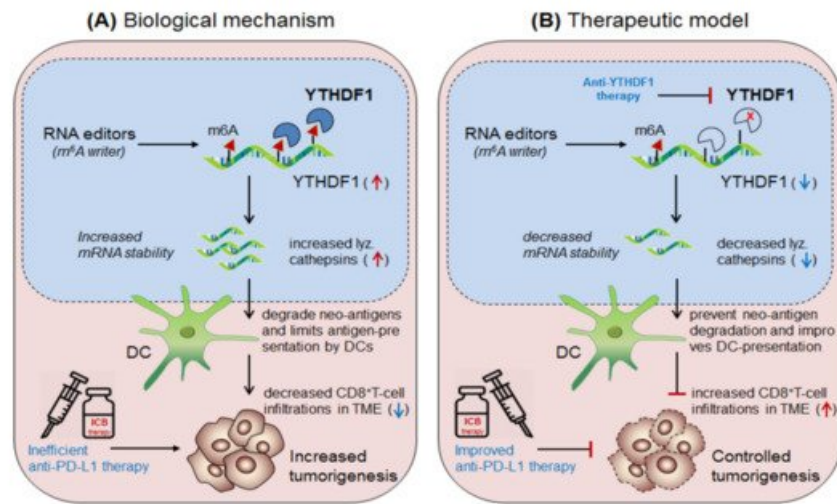 (A) Biological mechanism
YTHDF1
RNA editors
(m⁶A writer)
m6A
YTHDF1 (↑)
Increased
mRNA stability
increased lyz.
cathepsins (↑)
DC
degrade neo-antigens
and limits antigen-pre
sentation by DCs
decreased CD8⁺T-cell
infiltrations in TME (↓)
ICB
therapy
Inefficient
anti-PD-L1 therapy
Increased
tumorigenesis
(B) Therapeutic model
Anti-YTHDF1
therapy
YTHDF1
X
RNA editors
(m⁶A writer)
m6A
YTHDF1 (↓)
decreased
mRNA stability
decreased lyz.
cathepsins (↓)
DC
prevent neo-antigen
degradation and impro
ves DC-presentation
increased CD8⁺T-cell
infiltrations in TME (↑)
ICB
therapy
Improved
anti-PD-L1 therapy
Controlled
tumorigenesis